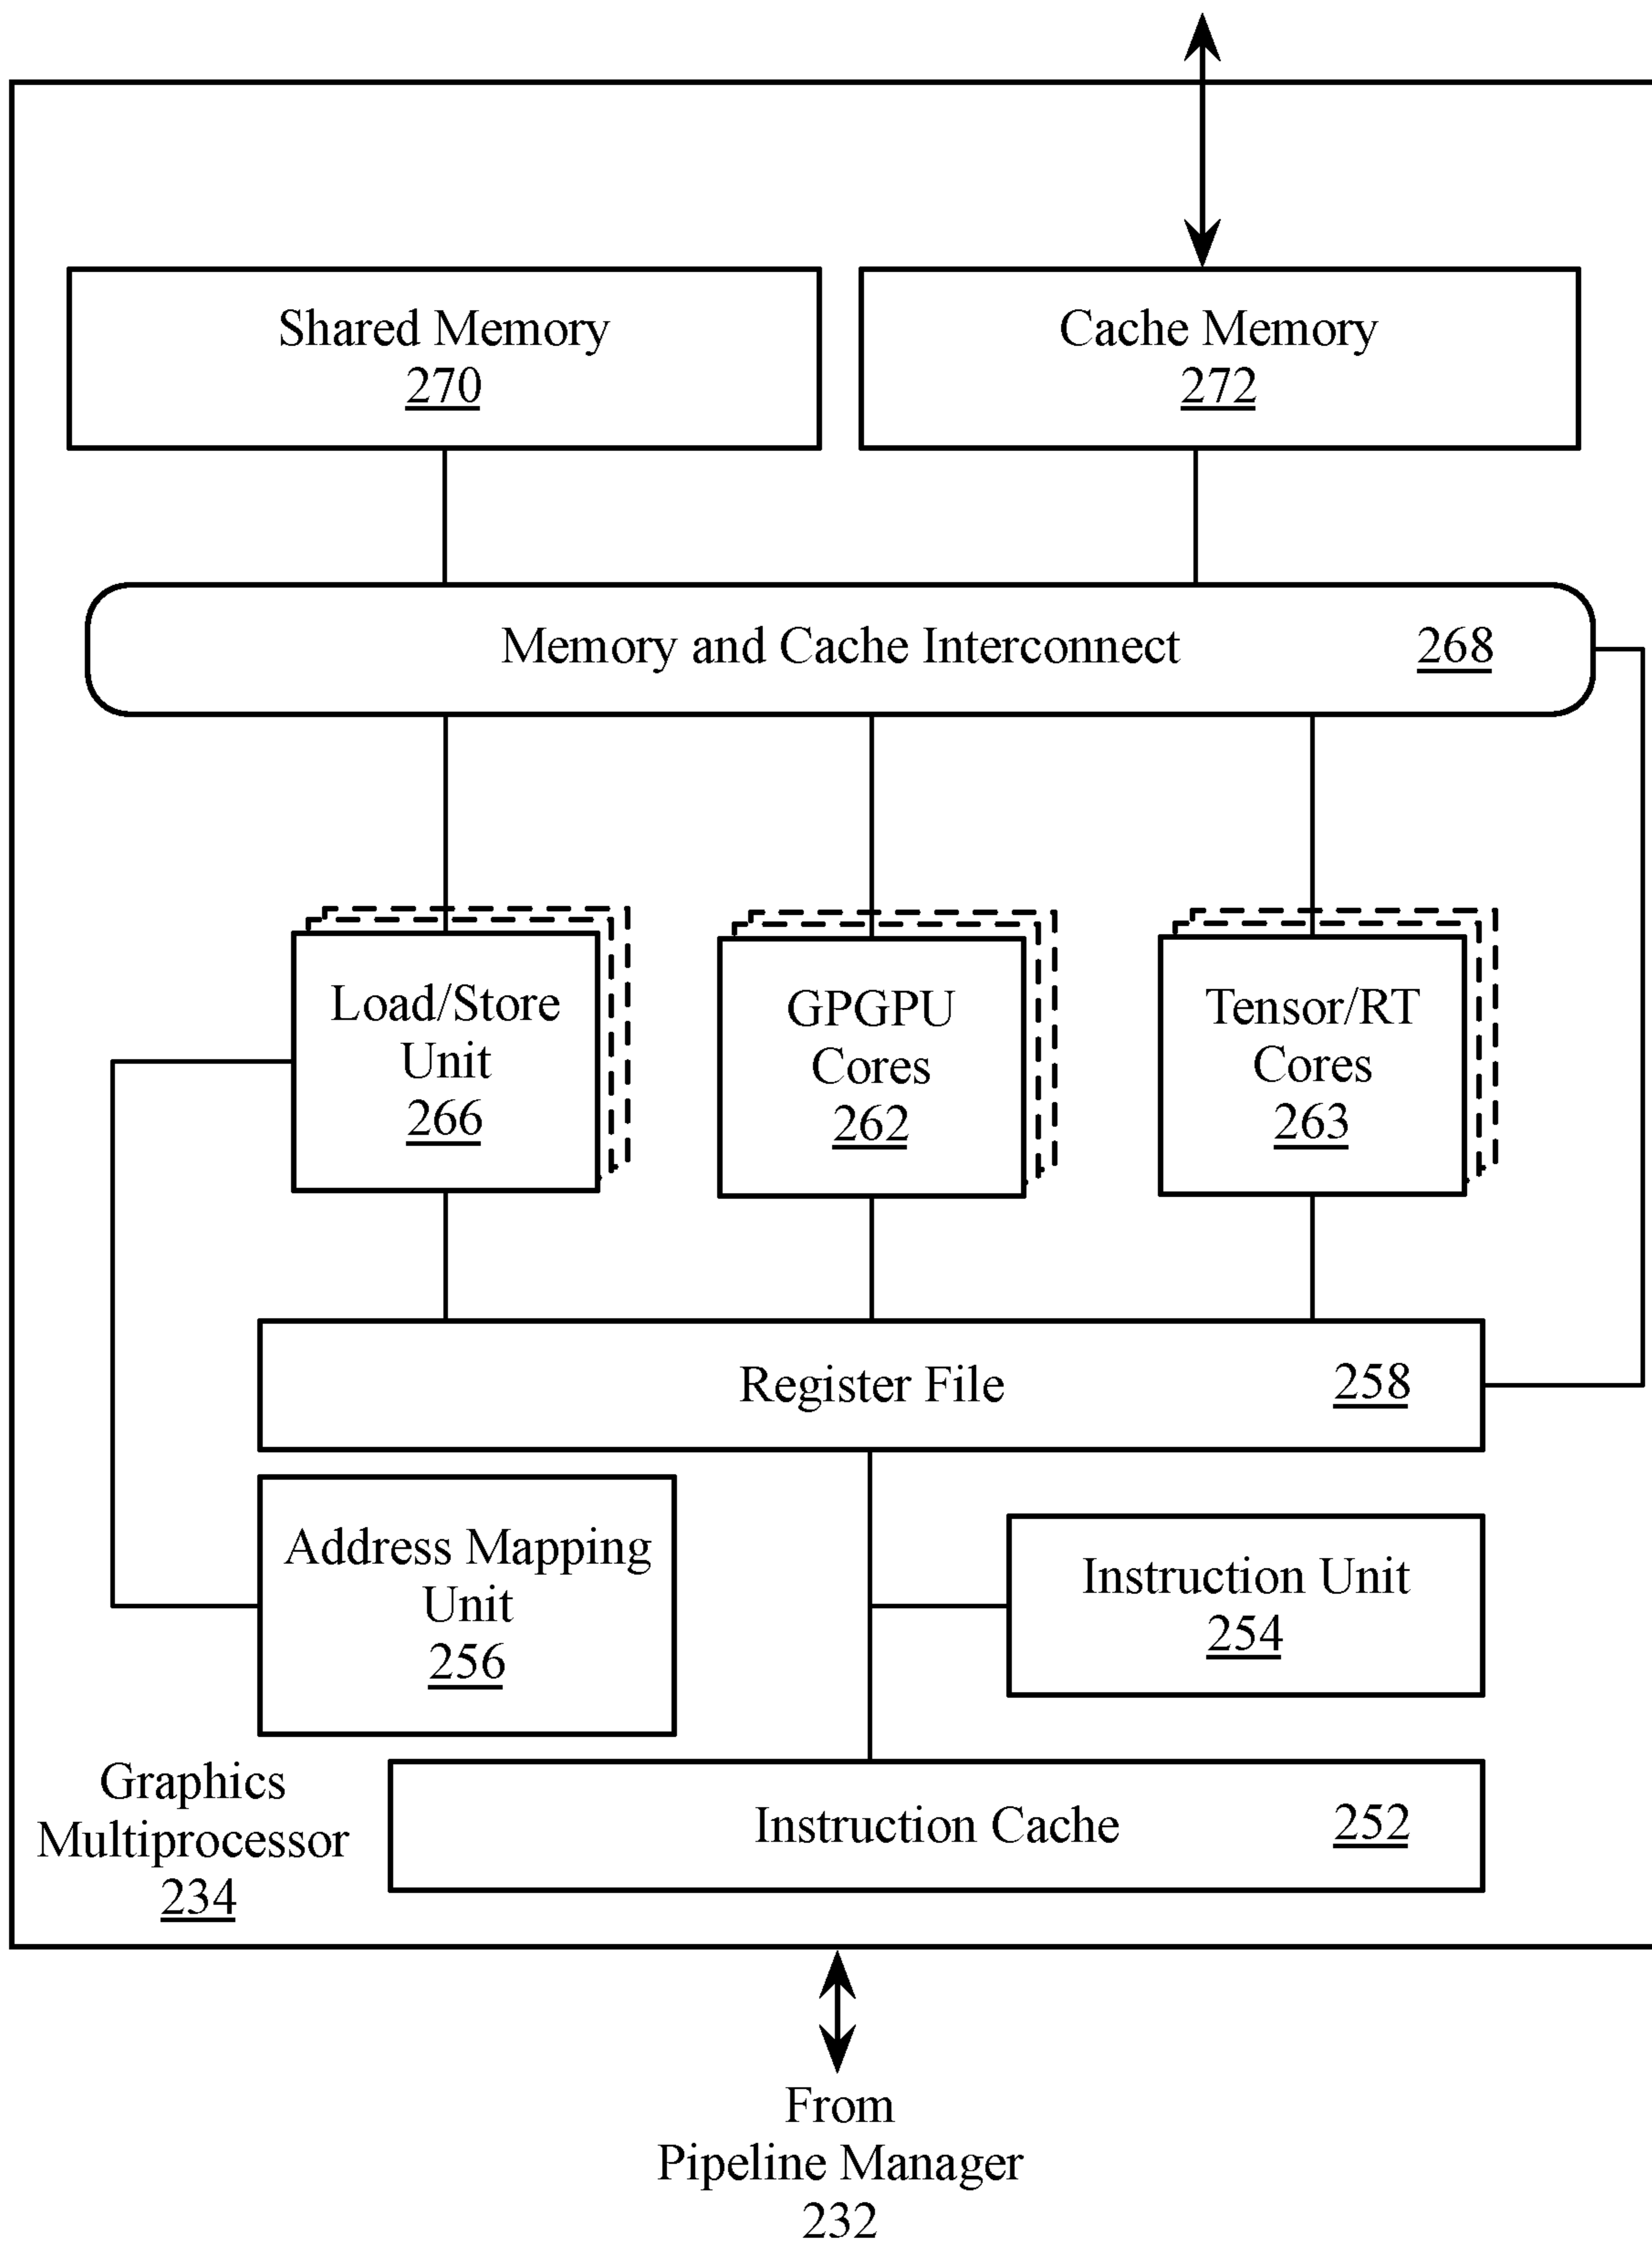 Shared Memory
270
Cache Memory
272
Memory and Cache Interconnect 268
Load/Store
Unit
266
GPGPU
Cores
262
Tensor/RT
Cores
263
Register File 258
Address Mapping
Unit
256
Instruction Unit
254
Graphics
Multiprocessor
234
Instruction Cache 252
From
Pipeline Manager
232